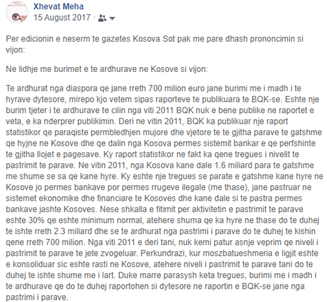 Xhevat Meha
15 August 2017 ·
Per edicionin e neserm te gazetes Kosova Sot pak me pare dhash prononcimin si
vijon:
Ne lidhje me burimet e te ardhurave ne Kosove si vijon:
Te ardhurat nga diaspora qe jane rreth 700 milion euro jane burimi me i madh i te
hyrave dytesore, mirepo kjo vetem sipas raporteve te publikuara te BQK-se. Eshte nje
burim tjeter i te ardhurave te cilin nga viti 2011 BQK nuk e bene publike ne raportet e
veta, e ka nderprer publikimin. Deri ne vitin 2011, BQK ka publikuar nje raport
statistikor qe paraqiste permbledhjen mujore dhe vjetore te te gjitha parave te gatshme
qe hyjne ne Kosove dhe qe dalin nga Kosova permes sistemit bankar e qe perfshinte
te gjitha llojet e pagesave. Ky raport statistikor ne fakt ka qene tregues i nivelit te
pastrimit te parave. Ne vitin 2011, nga Kosova kane dale 1.6 miliard para te gatshme
me shume se sa qe kane hyre. Ky eshte nje tregues se parate e gatshme kane hyre ne
Kosove jo permes bankave por permes rrugeve ilegale (me thase), jane pastruar ne
sistemet ekonomike dhe financiare te Kosoves dhe kane dale si te pastra permes
bankave jashte Kosoves. Nese shkalla e fitimit per aktivitetin e pastrimit te parave
eshte 30% qe eshte minimum normal, atehere shuma qe ka hyre ne thase do te duhej
te ishte rreth 2.3 miliard dhe se te ardhurat nga pastrimi i parave do te duhej te kishin
qene rreth 700 milion. Nga viti 2011 e deri tani, nuk kemi patur asnje veprim qe niveli i
pastrimit te parave te jete zvogeluar. Perkundrazi, kur moszbatueshmeria e ligjit eshte
e konsoliduar sic eshte rasti ne Kosove, atehere niveli i pastrimit te parave tani do te
duhej te ishte shume me i lart. Duke marre parasysh keta tregues, burimi me i madh i
te ardhurave qe do te duhej raportohen si dytesore ne raportin e BQK-se jane nga
pastrimi i parave.